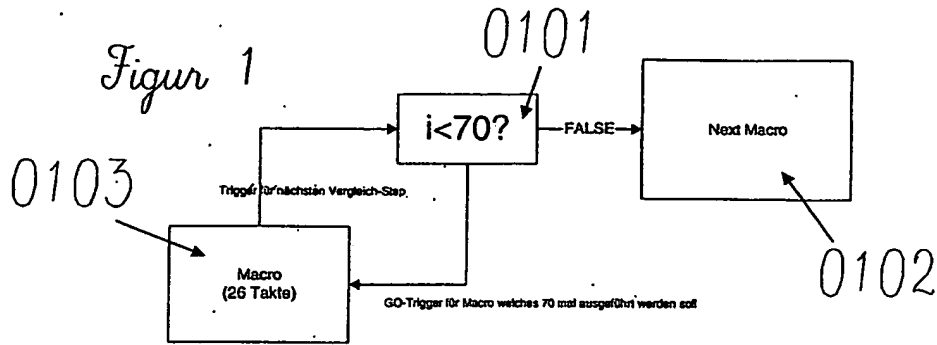 0101
Figur 1
i<70?
FALSE
Next Macro
0103
Trigger für nächsten Vergleich-Step
Macro
(26 Takte)
0102
GO-Trigger für Macro welches 70 mal ausgeführt werden soll